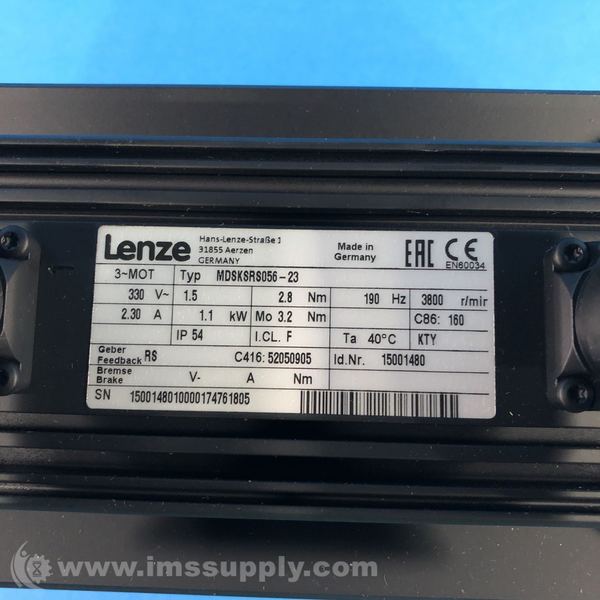 Lenze
Hans-Lenze-Straße 1
31855 Aerzen
GERMANY
Made in
Germany
EAC CE
EN60034
3~MOT Typ MDSKSRS056-23
330 V~ 1.5 2.8 Nm 190 Hz 3800 r/min
2.30 A 1.1 kW Mo 3.2 Nm C86: 160
IP 54 I.CL. F Ta 40°C KTY
Geber
Feedback RS C416: 52050905 Id.Nr. 15001480
Bremse
Brake V- A Nm
SN 1500148010000174761805
www.imssupply.com